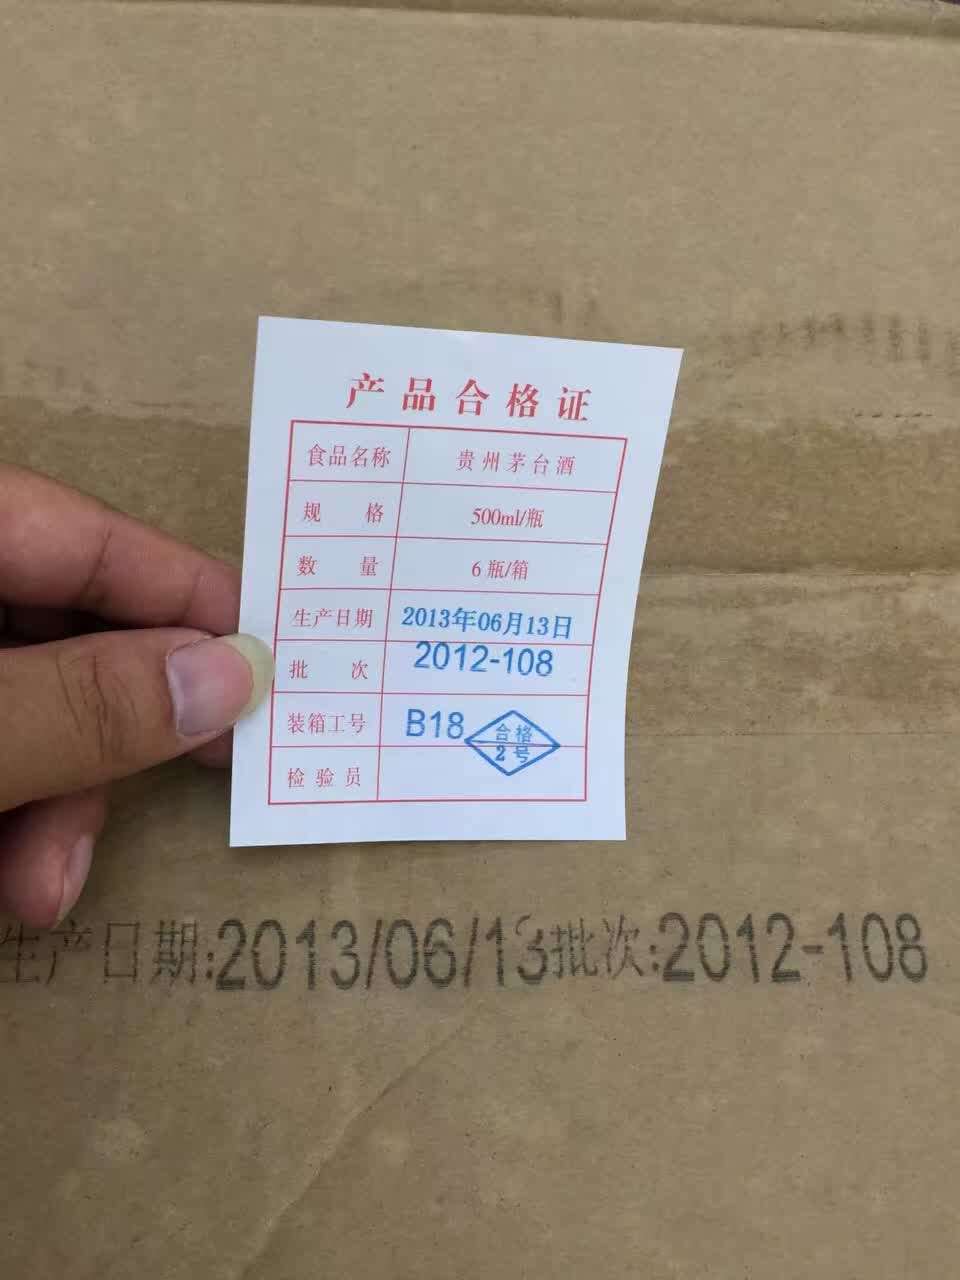 产品合格证
食品名称 贵州茅台酒
规 格 500ml/瓶
数 量 6瓶/箱
生产日期 2013年06月13日
批 次 2012-108
装箱工号 B18
合格
2号
检验员
生产日期:2013/06/13批次:2012-108